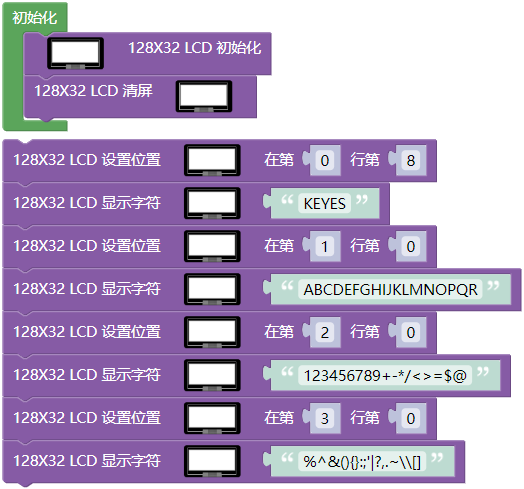 初始化
128X32 LCD 初始化
128X32 LCD 清屏
128X32 LCD 设置位置 在第 0 行第 8
128X32 LCD 显示字符 “ KEYES ”
128X32 LCD 设置位置 在第 1 行第 0
128X32 LCD 显示字符 “ ABCDEFGHIJKLMNOPQR ”
128X32 LCD 设置位置 在第 2 行第 0
128X32 LCD 显示字符 “ 123456789+-*/<>=$@ ”
128X32 LCD 设置位置 在第 3 行第 0
128X32 LCD 显示字符 “ %^&(){}:;'|?,.~\\[] ”